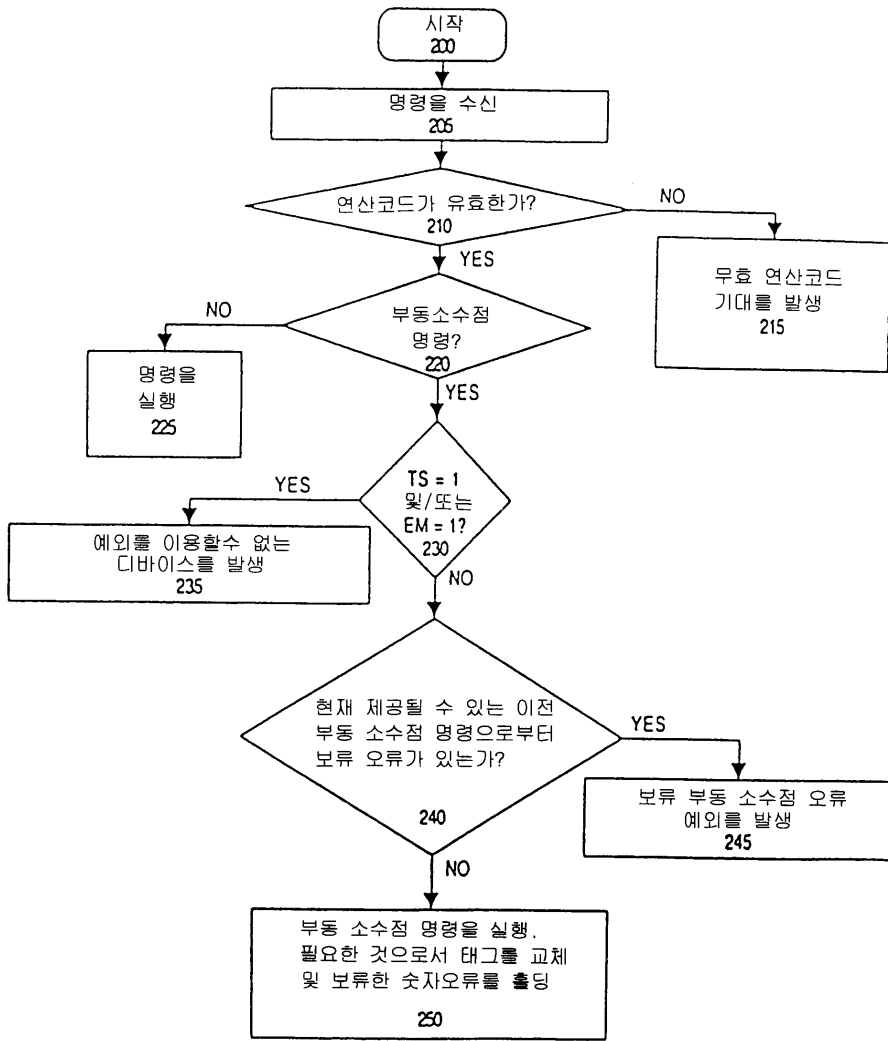 시작
200
명령을 수신
205
연산코드가 유효한가?
210
NO
YES
무효 연산코드
기대를 발생
215
부동소수점
명령?
220
NO
YES
명령을
실행
225
TS = 1
및/또는
EM = 1?
230
YES
NO
예외를 이용할수 없는
디바이스를 발생
235
현재 제공될 수 있는 이전
부동 소수점 명령으로부터
보류 오류가 있는가?
240
YES
NO
보류 부동 소수점 오류
예외를 발생
245
부동 소수점 명령을 실행.
필요한 것으로서 태그를 교체
및 보류한 숫자오류를 홀딩
250